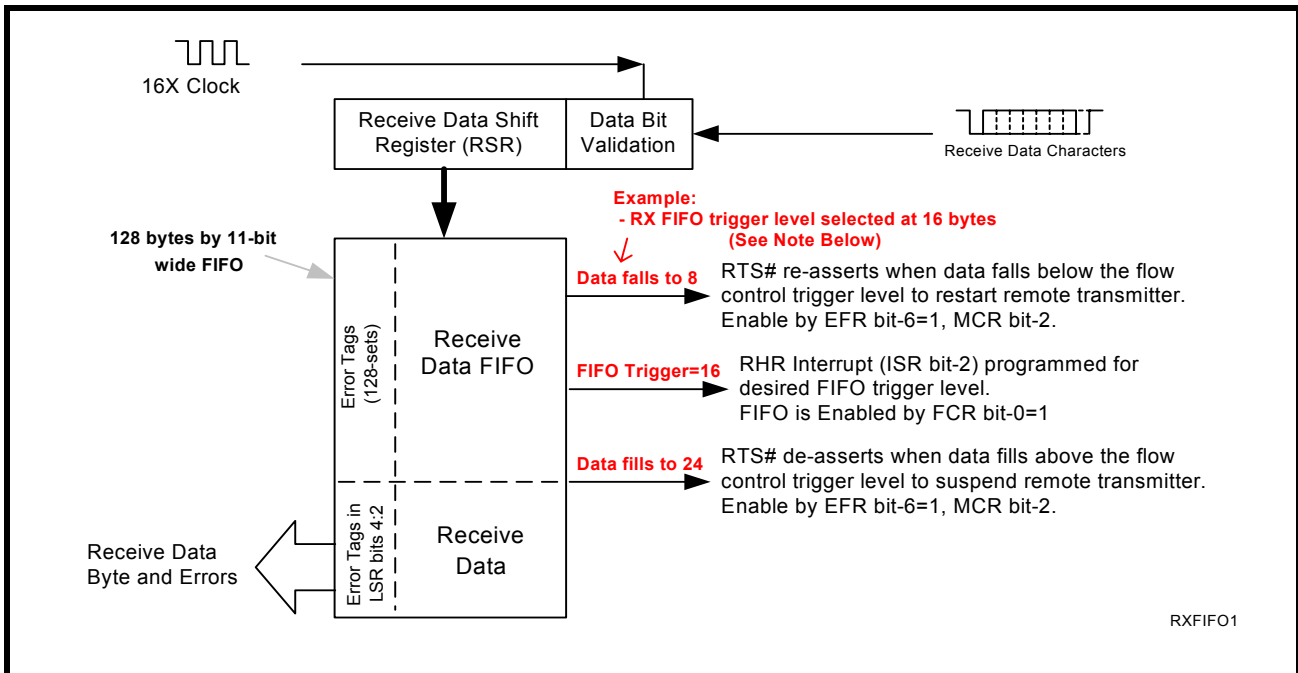 16X Clock
Receive Data Shift
Register (RSR)
Data Bit
Validation
Receive Data Characters
Example:
- RX FIFO trigger level selected at 16 bytes
(See Note Below)
128 bytes by 11-bit
wide FIFO
Error Tags
(128-sets)
Receive
Data FIFO
Data falls to 8
RTS# re-asserts when data falls below the flow
control trigger level to restart remote transmitter.
Enable by EFR bit-6=1, MCR bit-2.
FIFO Trigger=16
RHR Interrupt (ISR bit-2) programmed for
desired FIFO trigger level.
FIFO is Enabled by FCR bit-0=1
Data fills to 24
RTS# de-asserts when data fills above the flow
control trigger level to suspend remote transmitter.
Enable by EFR bit-6=1, MCR bit-2.
Error Tags in
LSR bits 4:2
Receive
Data
Receive Data
Byte and Errors
RXFIFO1